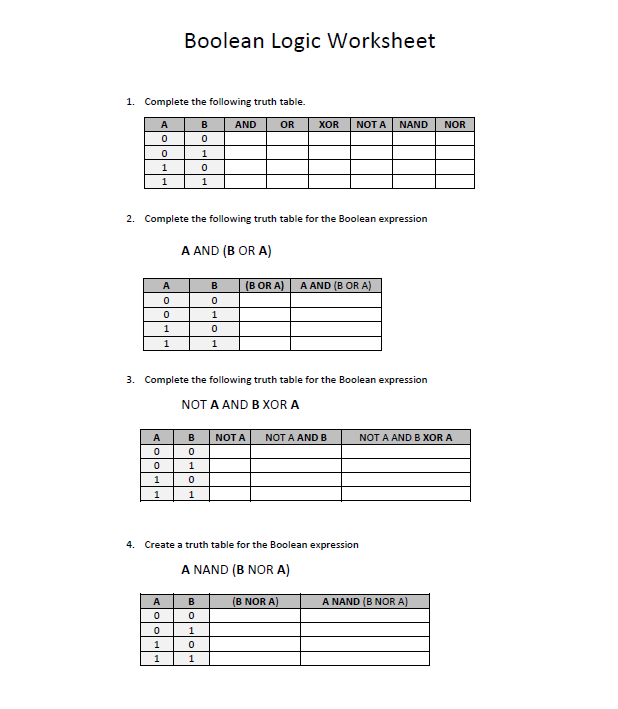 Boolean Logic Worksheet
1. Complete the following truth table.
A B AND OR XOR NOT A NAND NOR
0 0
0 1
1 0
1 1
2. Complete the following truth table for the Boolean expression
A AND (B OR A)
A B (B OR A) A AND (B OR A)
0 0
0 1
1 0
1 1
3. Complete the following truth table for the Boolean expression
NOT A AND B XOR A
A B NOT A NOT A AND B NOT A AND B XOR A
0 0
0 1
1 0
1 1
4. Create a truth table for the Boolean expression
A NAND (B NOR A)
A B (B NOR A) A NAND (B NOR A)
0 0
0 1
1 0
1 1